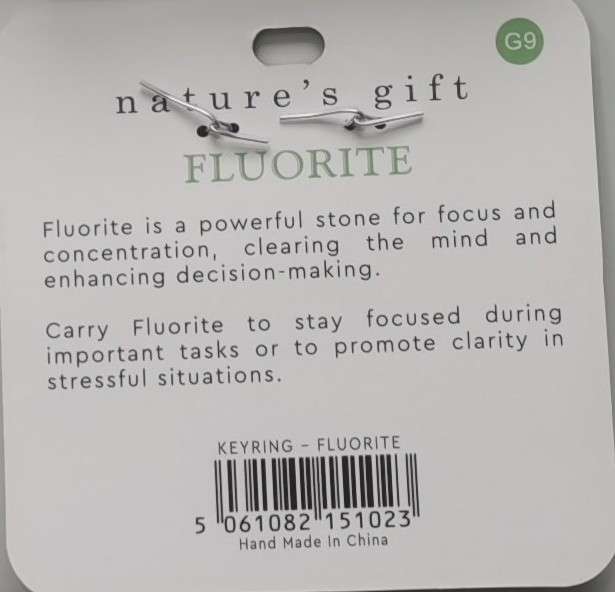 G9
nature's gift
FLUORITE
Fluorite is a powerful stone for focus and
concentration, clearing the mind and
enhancing decision-making.
Carry Fluorite to stay focused during
important tasks or to promote clarity in
stressful situations.
KEYRING – FLUORITE
5 061082 151023
Hand Made In China